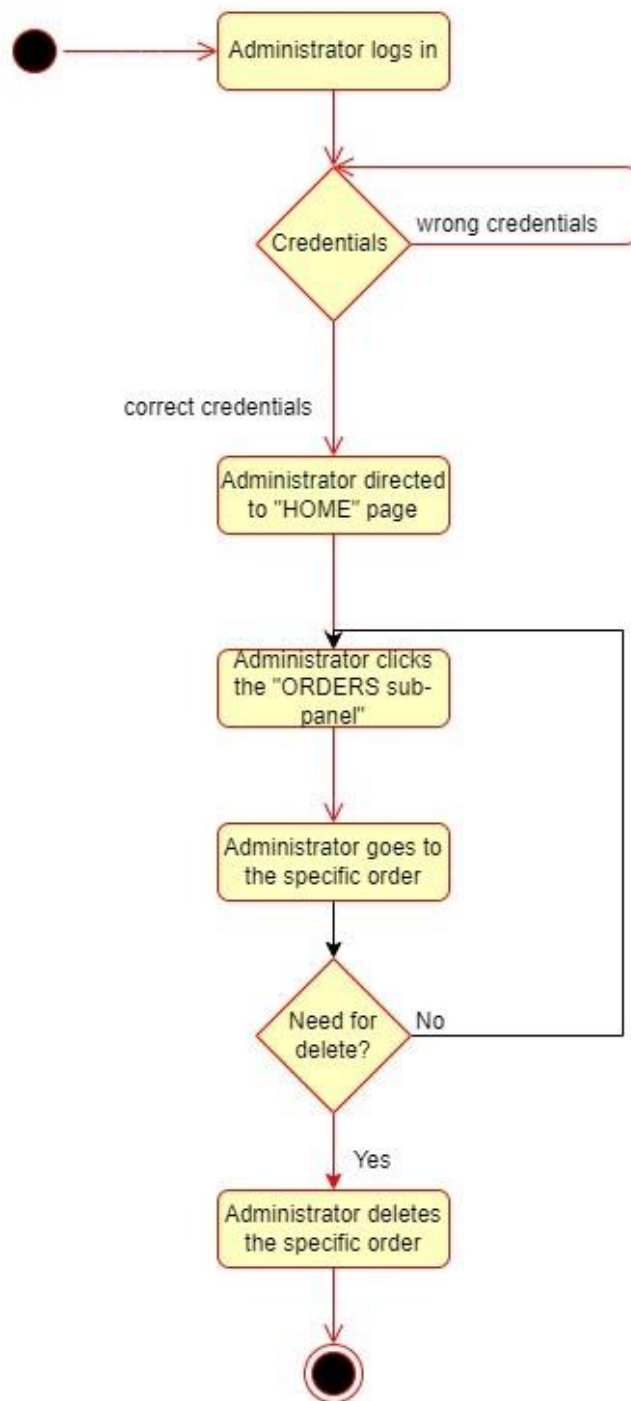 Administrator logs in
Credentials
wrong credentials
correct credentials
Administrator directed
to "HOME" page
Administrator clicks
the "ORDERS sub-
panel"
Administrator goes to
the specific order
Need for
delete?
No
Yes
Administrator deletes
the specific order